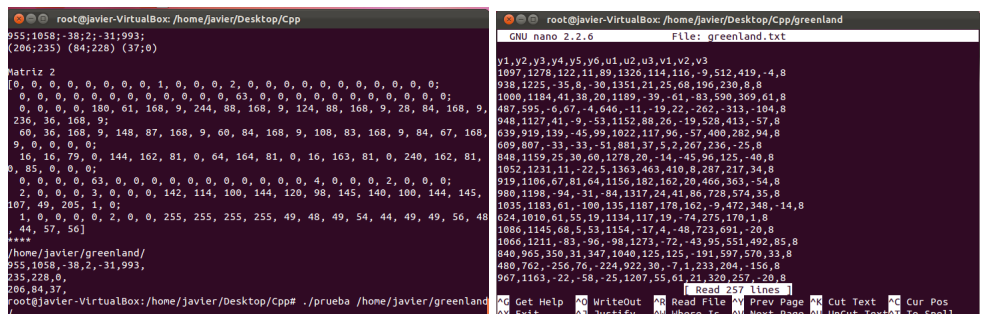 root@javier-VirtualBox: /home/javier/Desktop/Cpp
955;1058;-38;2;-31;993;
(206;235) (84;228) (37;0)
Matriz 2
[0, 0, 0, 0, 0, 0, 0, 1, 0, 0, 0, 2, 0, 0, 0, 0, 0, 0, 0, 0, 0, 0;
0, 0, 0, 0, 0, 0, 0, 0, 0, 0, 0, 63, 0, 0, 0, 0, 0, 0, 0, 0, 0, 0;
0, 0, 0, 0, 180, 61, 168, 9, 244, 88, 168, 9, 124, 88, 168, 9, 28, 84, 168, 9,
236, 36, 168, 9;
60, 36, 168, 9, 148, 87, 168, 9, 60, 84, 168, 9, 108, 83, 168, 9, 84, 67, 168,
9, 0, 0, 0, 0;
16, 16, 79, 0, 144, 162, 81, 0, 64, 164, 81, 0, 16, 163, 81, 0, 240, 162, 81,
0, 85, 0, 0, 0;
0, 0, 0, 0, 63, 0, 0, 0, 0, 0, 0, 0, 0, 0, 0, 0, 4, 0, 0, 0, 2, 0, 0, 0;
2, 0, 0, 0, 3, 0, 0, 0, 142, 114, 100, 144, 120, 98, 145, 140, 100, 144, 145,
107, 49, 205, 1, 0;
1, 0, 0, 0, 0, 2, 0, 0, 255, 255, 255, 255, 49, 48, 49, 54, 44, 49, 49, 56, 48
, 44, 57, 56]
****
/home/javier/greenland/
955,1058,-38,2,-31,993,
235,228,0,
206,84,37,
root@javier-VirtualBox:/home/javier/Desktop/Cpp# ./prueba /home/javier/greenland
/
root@javier-VirtualBox: /home/javier/Desktop/Cpp/greenland
GNU nano 2.2.6 File: greenland.txt
y1,y2,y3,y4,y5,y6,u1,u2,u3,v1,v2,v3
1097,1278,122,11,89,1326,114,116,-9,512,419,-4,8
938,1225,-35,8,-30,1351,21,25,68,196,230,8,8
1000,1184,41,38,20,1189,-39,-61,-83,590,369,61,8
487,595,-6,67,-4,646,-11,-19,22,-262,-313,-104,8
948,1127,41,-9,-53,1152,88,26,-19,528,413,-57,8
639,919,139,-45,99,1022,117,96,-57,400,282,94,8
609,807,-33,-33,-51,881,37,5,2,267,236,-25,8
848,1159,25,30,60,1278,20,-14,-45,96,125,-40,8
1052,1231,11,-22,5,1363,463,410,8,287,217,34,8
919,1106,67,81,64,1156,182,162,20,466,363,-54,8
980,1198,-94,-31,-84,1317,24,41,86,728,574,35,8
1035,1183,61,-100,135,1187,178,162,-9,472,348,-14,8
624,1010,61,55,19,1134,117,19,-74,275,170,1,8
1086,1145,68,5,53,1154,-17,4,-48,723,691,-20,8
1066,1211,-83,-96,-98,1273,-72,-43,95,551,492,85,8
840,965,350,31,347,1040,125,125,-191,597,570,33,8
480,762,-256,76,-224,922,30,-7,1,233,204,-156,8
967,1163,-22,-58,-25,1207,55,61,21,320,257,-20,8
[ Read 257 lines ]
^G Get Help ^O WriteOut ^R Read File ^Y Prev Page ^K Cut Text ^C Cur Pos
^X Exit ^J Justify ^W Where Is ^V Next Page ^U UnCut Text ^T To Spell